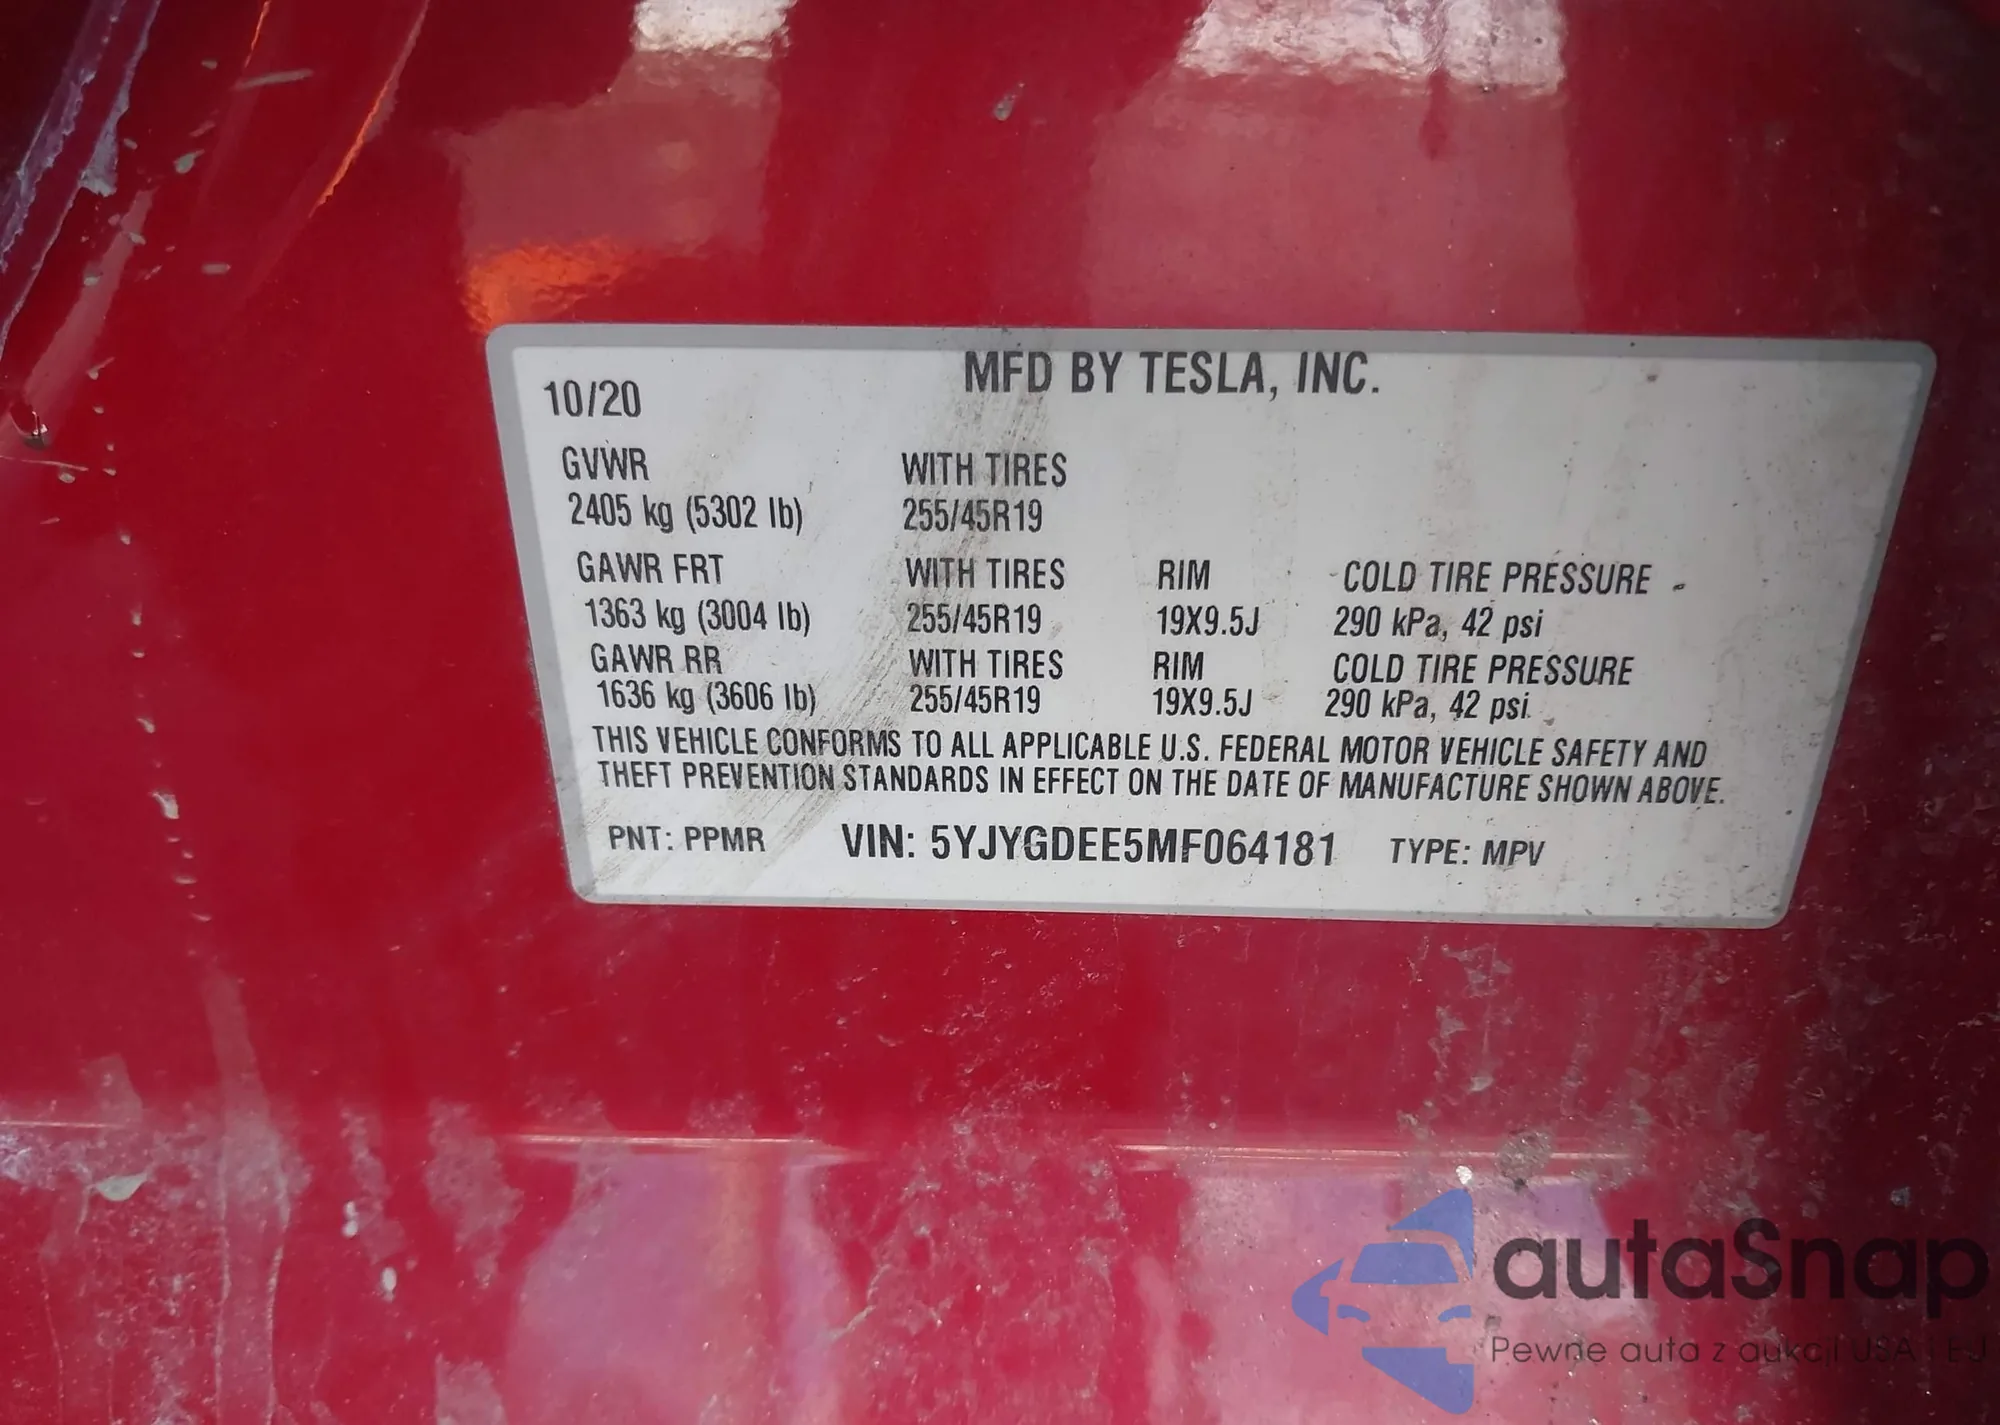 MFD BY TESLA, INC.
10/20
GVWR WITH TIRES
2405 kg (5302 lb) 255/45R19
GAWR FRT WITH TIRES RIM COLD TIRE PRESSURE
1363 kg (3004 lb) 255/45R19 19X9.5J 290 kPa, 42 psi
GAWR RR WITH TIRES RIM COLD TIRE PRESSURE
1636 kg (3606 lb) 255/45R19 19X9.5J 290 kPa, 42 psi
THIS VEHICLE CONFORMS TO ALL APPLICABLE U.S. FEDERAL MOTOR VEHICLE SAFETY AND
THEFT PREVENTION STANDARDS IN EFFECT ON THE DATE OF MANUFACTURE SHOWN ABOVE.
PNT: PPMR VIN: 5YJYGDEE5MF064181 TYPE: MPV
autaSnap
Pewne auta z aukcji USA i EU